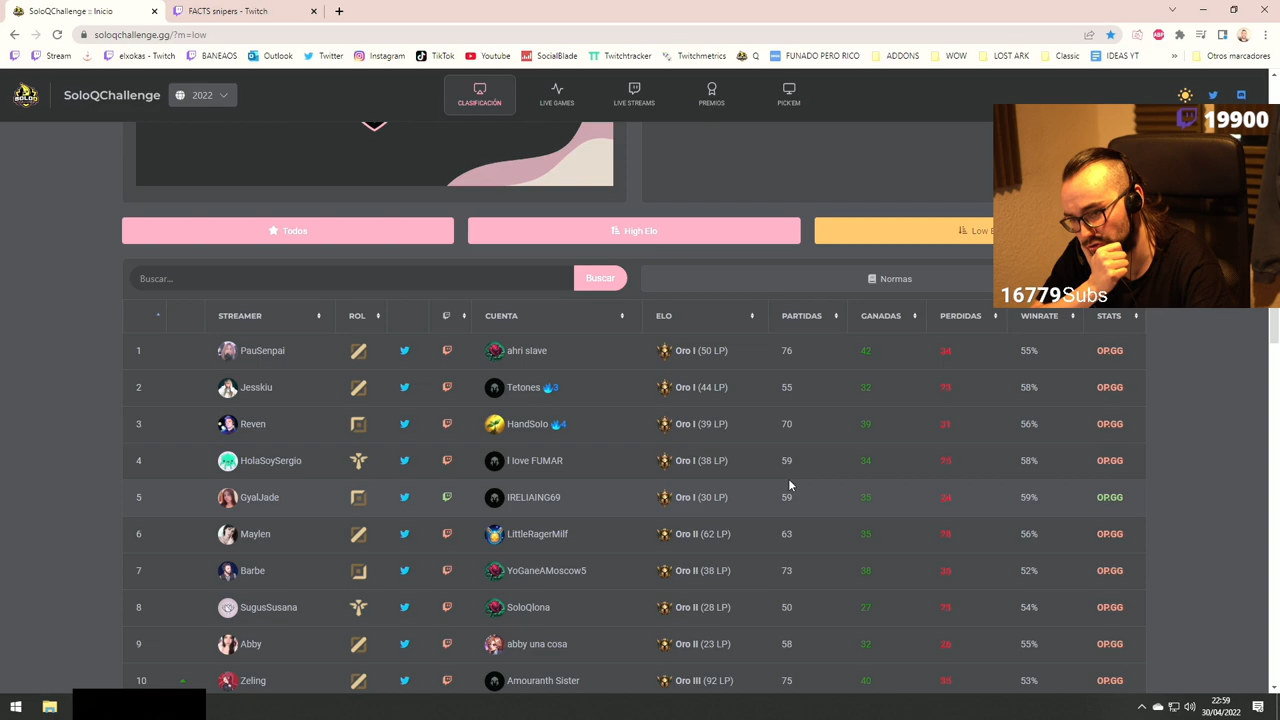 SoloQChallenge :: Inicio
FACTS snipero - Twitch
soloqchallenge.gg/?m=low
Stream
elxokas - Twitch
BANEAOS
Outlook
Twitter
Instagram
TikTok
Youtube
SocialBlade
Titchtracker
Twitchmetrics
Q
FUNADO PERO RICO
ADDONS
WOW
LOST ARK
Classic
IDEAS YT
»
Otros marcadores
SoloQChallenge
2022
CLASIFICACIÓN
LIVE GAMES
LIVE STREAMS
PREMIOS
PICK'EM
19900
16779Subs
Todos
High Elo
Low E
Buscar...
Buscar
Normas
STREAMER ROL CUENTA ELO PARTIDAS GANADAS PERDIDAS WINRATE STATS
1 PauSenpai ahri slave Oro I (50 LP) 76 42 34 55% OP.GG
2 Jesskiu Tetones 3 Oro I (44 LP) 55 32 58% OP.GG
3 Reven HandSolo 4 Oro I (39 LP) 70 39 31 56% OP.GG
4 HolaSoySergio I love FUMAR Oro I (38 LP) 59 34 58% OP.GG
5 GyalJade IRELIAING69 Oro I (30 LP) 59 35 24 59% OP.GG
6 Maylen LittleRagerMilf Oro II (62 LP) 63 35 56% OP.GG
7 Barbe YoGaneAMoscow5 Oro II (38 LP) 73 38 52% OP.GG
8 SugusSusana SoloQlona Oro II (28 LP) 50 27 54% OP.GG
9 Abby abby una cosa Oro II (23 LP) 58 32 26 55% OP.GG
10 Zeling Amouranth Sister Oro III (92 LP) 75 40 53% OP.GG
22:59
30/04/2022